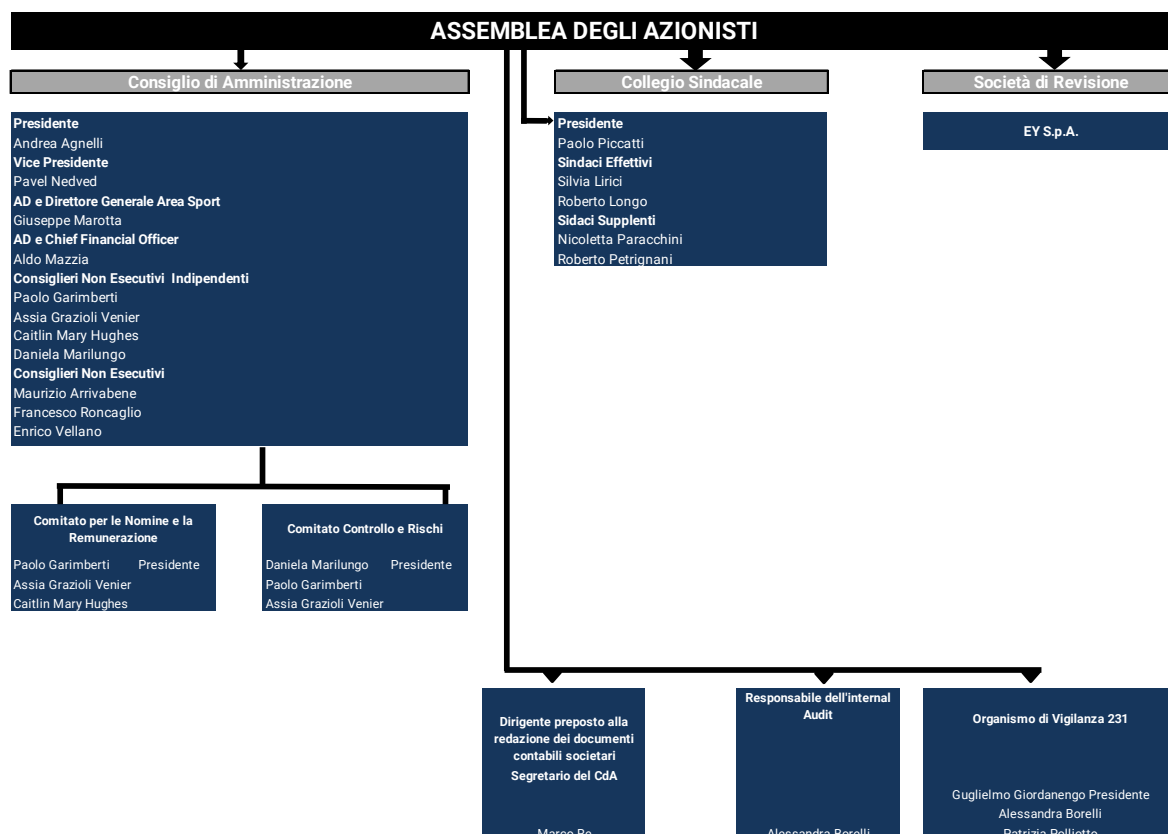 ASSEMBLEA DEGLI AZIONISTI
Consiglio di Amministrazione
Presidente
Andrea Agnelli
Vice Presidente
Pavel Nedved
AD e Direttore Generale Area Sport
Giuseppe Marotta
AD e Chief Financial Officer
Aldo Mazzia
Consiglieri Non Esecutivi Indipendenti
Paolo Garimberti
Assia Grazioli Venier
Caitlin Mary Hughes
Daniela Marilungo
Consiglieri Non Esecutivi
Maurizio Arrivabene
Francesco Roncaglio
Enrico Vellano
Collegio Sindacale
Presidente
Paolo Piccatti
Sindaci Effettivi
Silvia Lirici
Roberto Longo
Sidaci Supplenti
Nicoletta Paracchini
Roberto Petrignani
Società di Revisione
EY S.p.A.
Comitato per le Nomine e la
Remunerazione
Paolo Garimberti Presidente
Assia Grazioli Venier
Caitlin Mary Hughes
Comitato Controllo e Rischi
Daniela Marilungo Presidente
Paolo Garimberti
Assia Grazioli Venier
Dirigente preposto alla
redazione dei documenti
contabili societari
Segretario del CdA
Marco Re
Responsabile dell'internal
Audit
Alessandra Borelli
Organismo di Vigilanza 231
Guglielmo Giordanengo Presidente
Alessandra Borelli
Patrizia Polliotto